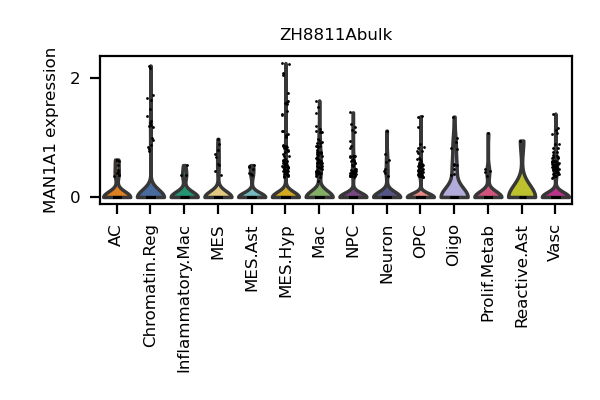 ZH8811Abulk
MAN1A1 expression
2
0
AC
Chromatin.Reg
Inflammatory.Mac
MES
MES.Ast
MES.Hyp
Mac
NPC
Neuron
OPC
Oligo
Prolif.Metab
Reactive.Ast
Vasc